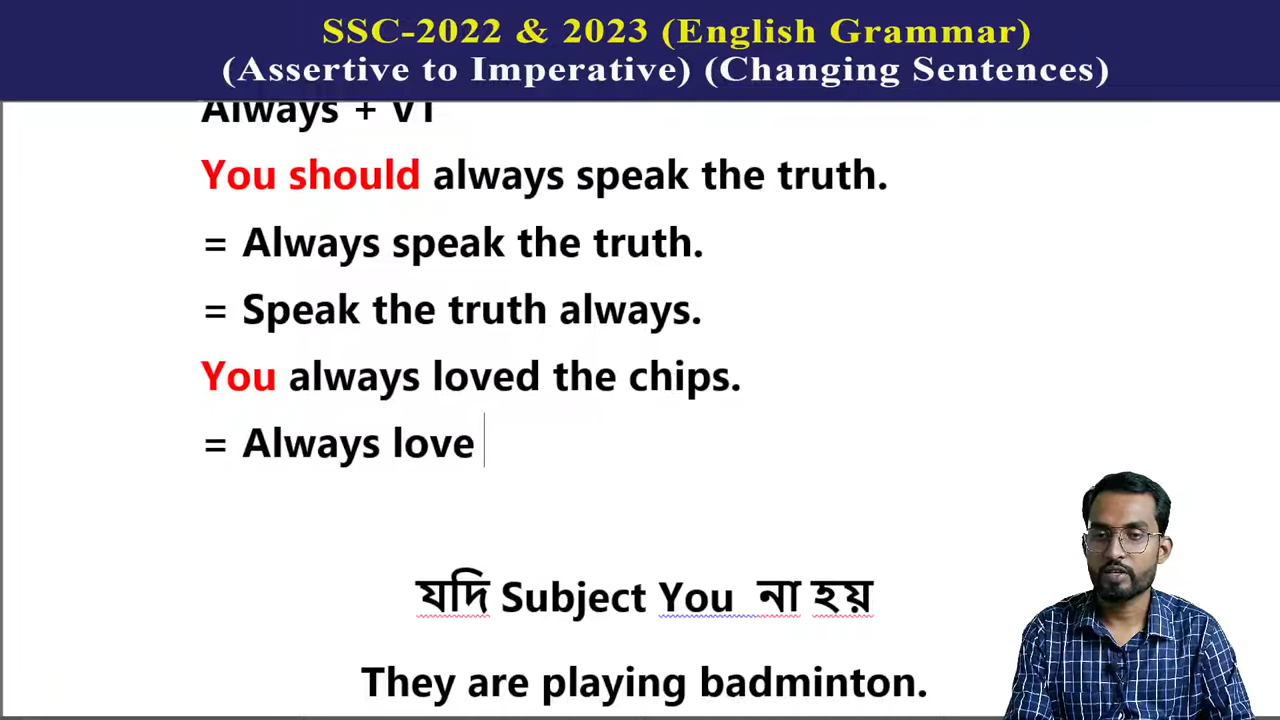 SSC-2022 & 2023 (English Grammar)
(Assertive to Imperative) (Changing Sentences)
Always + V1
You should always speak the truth.
= Always speak the truth.
= Speak the truth always.
You always loved the chips.
= Always love
যদি Subject You না হয়
They are playing badminton.